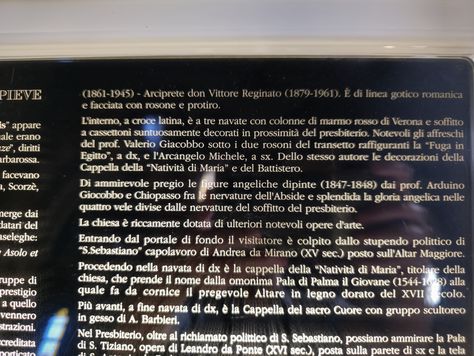 PIEVE
(1861-1945) - Arciprete don Vittore Reginato (1879-1961). È di linea gotico romanica
e facciata con rosone e protiro.
L'interno, a croce latina, è a tre navate con colonne di marmo rosso di Verona e soffitto
a cassettoni suntuosamente decorati in prossimità del presbiterio. Notevoli gli affreschi
del prof. Valerio Giacobbo sotto i due rosoni del transetto raffiguranti la "Fuga in
Egitto", a dx, e l'Arcangelo Michele, a sx. Dello stesso autore le decorazioni della
Cappella della "Natività di Maria" e del Battistero.
Di ammirevole pregio le figure angeliche dipinte (1847-1848) dai prof. Arduino
Giocobbo e Chiopasso fra le nervature dell'Abside e splendida la gloria angelica nelle
quattro vele divise dalle nervature del soffitto del presbiterio.
La chiesa è riccamente dotata di ulteriori notevoli opere d'arte.
Entrando dal portale di fondo il visitatore è colpito dallo stupendo polittico di
"S.Sebastiano" capolavoro di Andrea da Mirano (XV sec.) posto sull'Altar Maggiore.
Procedendo nella navata di dx è la cappella della "Natività di Maria", titolare della
chiesa, che prende il nome dalla omonima Pala di Palma il Giovane (1544-1628) alla
quale fa da cornice il pregevole Altare in legno dorato del XVII secolo.
Più avanti, a fine navata di dx, è la Cappella del sacro Cuore con gruppo scultoreo
in gesso di A. Barbieri.
Nel Presbiterio, oltre al richiamato polittico di S. Sebastiano, possiamo ammirare la Pala
di S. Tiziano, opera di Leandro da Ponte (XVI sec.), posta sulla parete di sx e la tela
is" appare
ale erano
ze", diritti
arbarossa.
facevano
, Scorzè,
merge dai
i del vasto
aseleghe:
o Asolo et
ruppe di
prestigio
a quello
vennero
strazioni.